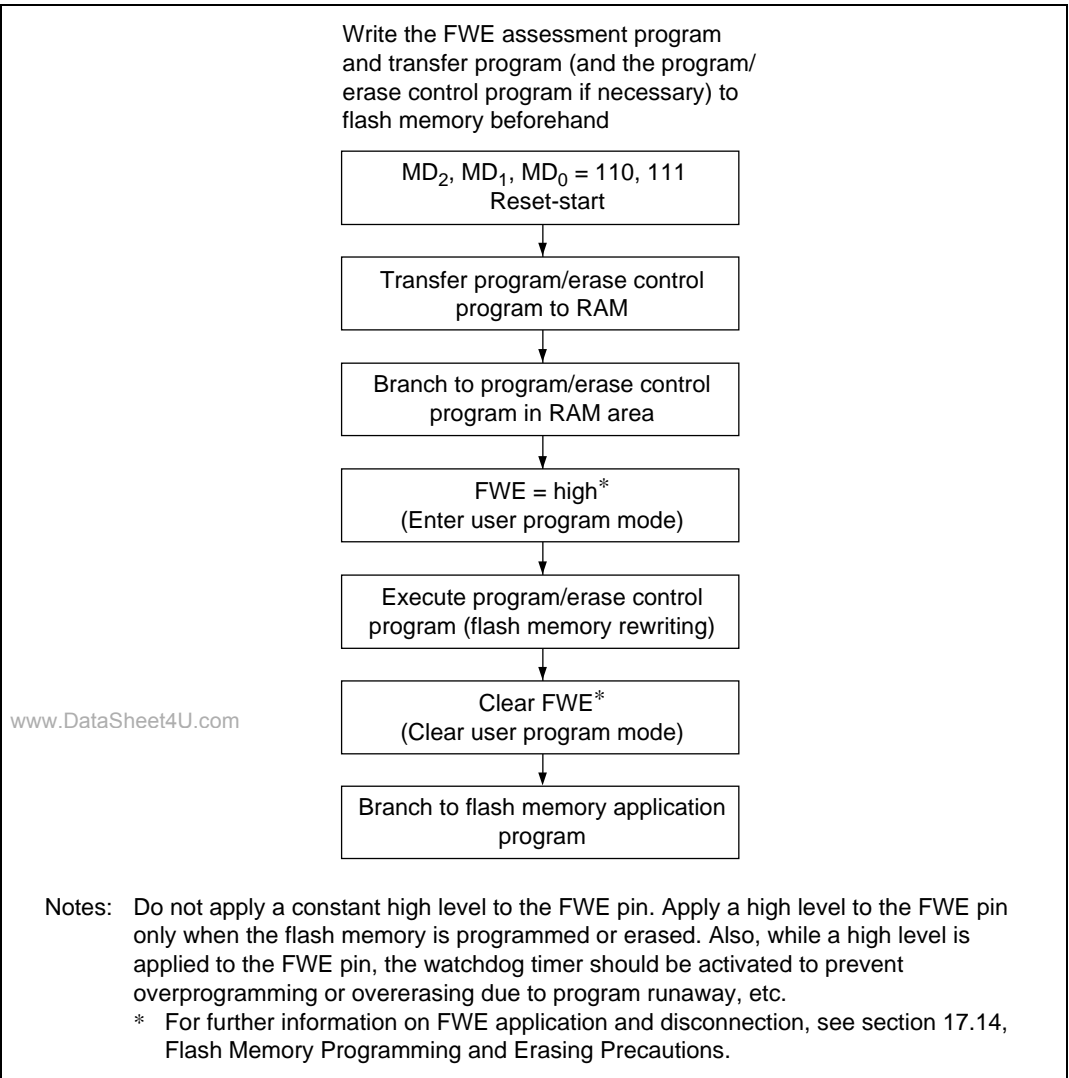 Write the FWE assessment program
and transfer program (and the program/
erase control program if necessary) to
flash memory beforehand
MD₂, MD₁, MD₀ = 110, 111
Reset-start
Transfer program/erase control
program to RAM
Branch to program/erase control
program in RAM area
FWE = high*
(Enter user program mode)
Execute program/erase control
program (flash memory rewriting)
Clear FWE*
(Clear user program mode)
www.DataSheet4U.com
Branch to flash memory application
program
Notes: Do not apply a constant high level to the FWE pin. Apply a high level to the FWE pin
only when the flash memory is programmed or erased. Also, while a high level is
applied to the FWE pin, the watchdog timer should be activated to prevent
overprogramming or overerasing due to program runaway, etc.
* For further information on FWE application and disconnection, see section 17.14,
Flash Memory Programming and Erasing Precautions.